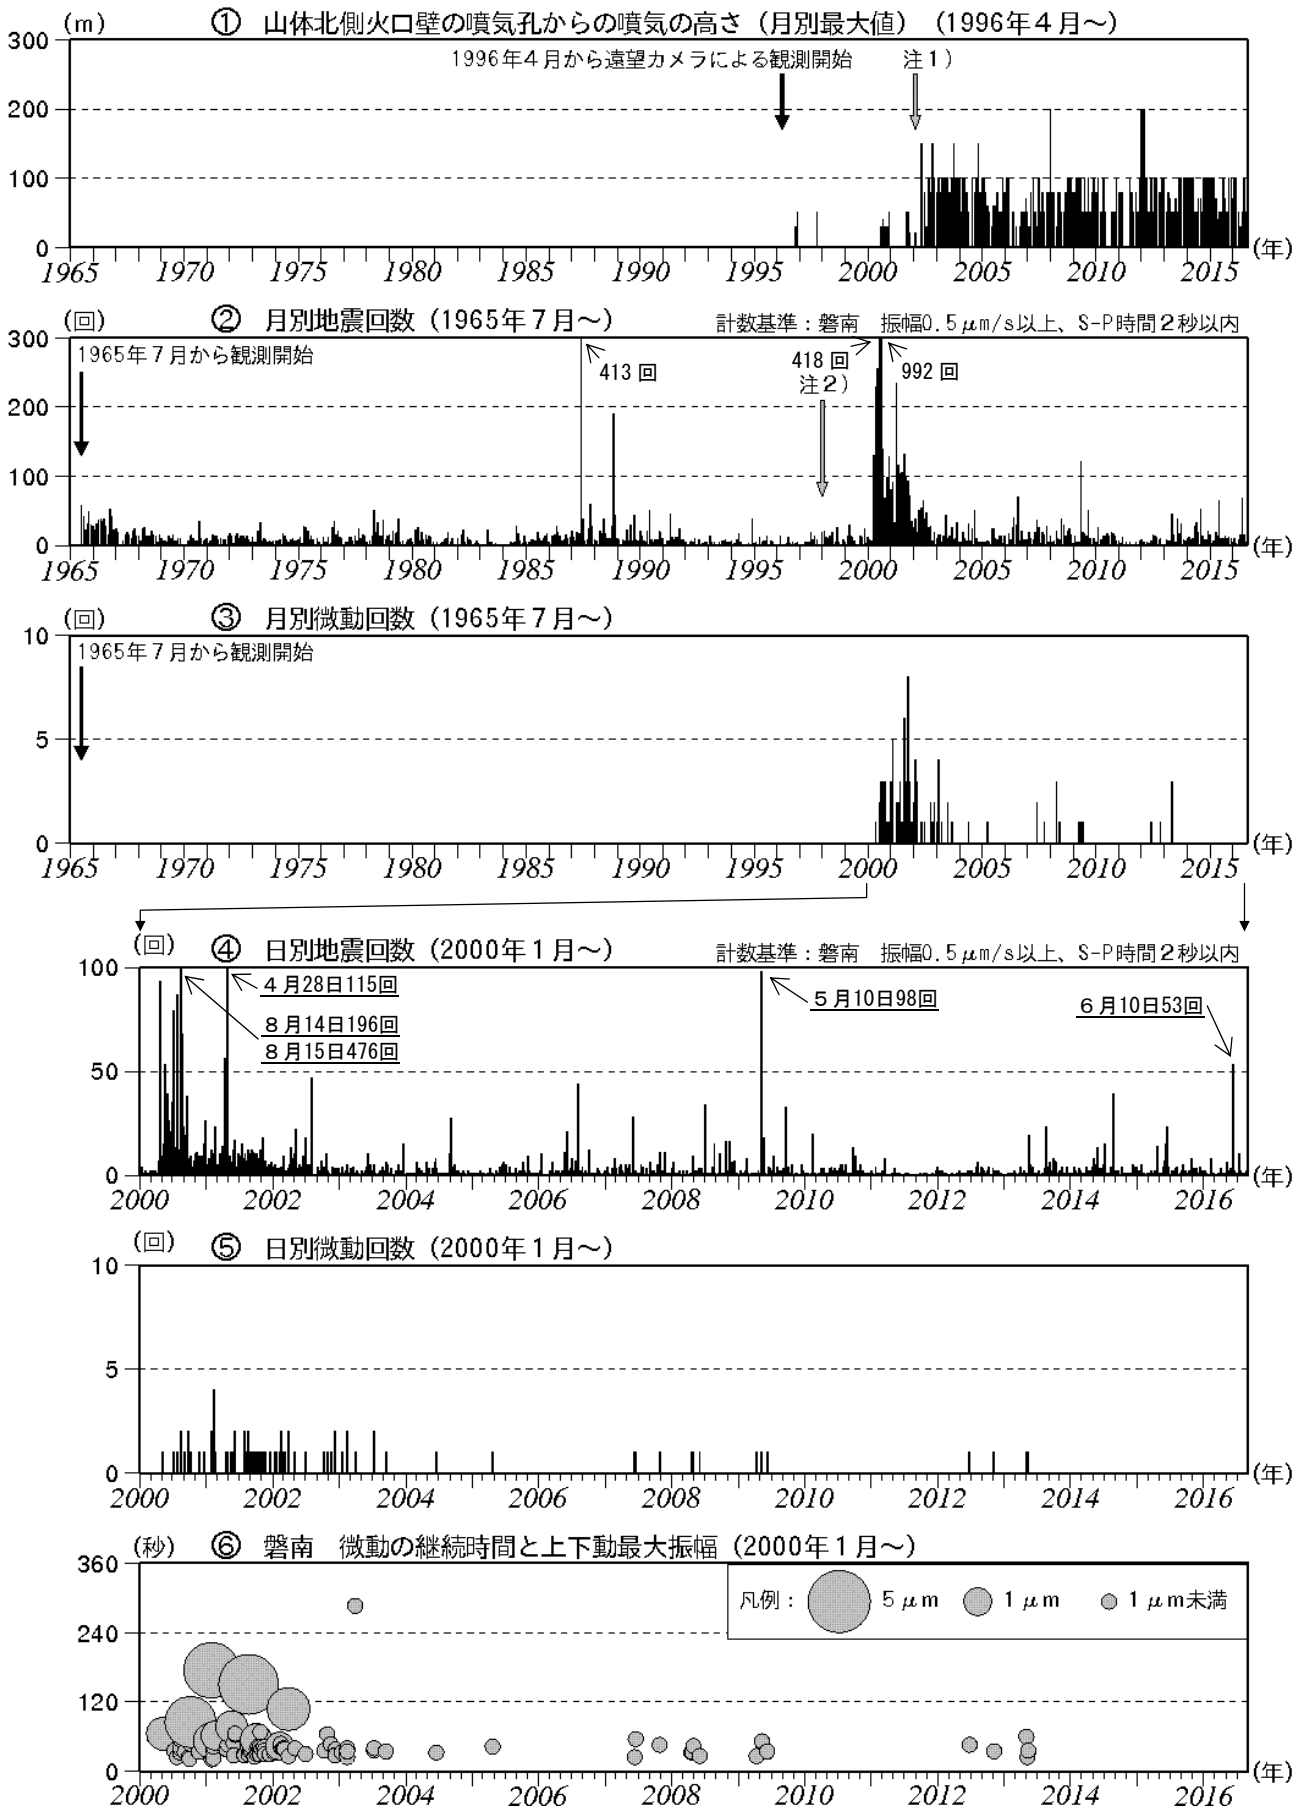 (m) ① 山体北側火口壁の噴気孔からの噴気の高さ（月別最大値）（1996年４月～）
1996年４月から遠望カメラによる観測開始 注１）
300
200
100
0
1965 1970 1975 1980 1985 1990 1995 2000 2005 2010 2015 (年)
(回) ② 月別地震回数（1965年７月～） 計数基準：磐南 振幅0.5μm/s以上、S-P時間２秒以内
1965年７月から観測開始
413 回
418 回
992 回
注２）
300
200
100
0
1965 1970 1975 1980 1985 1990 1995 2000 2005 2010 2015 (年)
(回) ③ 月別微動回数（1965年７月～）
1965年７月から観測開始
10
5
0
1965 1970 1975 1980 1985 1990 1995 2000 2005 2010 2015 (年)
(回) ④ 日別地震回数（2000年１月～） 計数基準：磐南 振幅0.5μm/s以上、S-P時間２秒以内
４月28日115回
８月14日196回
８月15日476回
５月10日98回
６月10日53回
100
50
0
2000 2002 2004 2006 2008 2010 2012 2014 2016 (年)
(回) ⑤ 日別微動回数（2000年１月～）
10
5
0
2000 2002 2004 2006 2008 2010 2012 2014 2016 (年)
(秒) ⑥ 磐南 微動の継続時間と上下動最大振幅（2000年１月～）
凡例： ５μm １μm １μm未満
360
240
120
0
2000 2002 2004 2006 2008 2010 2012 2014 2016 (年)